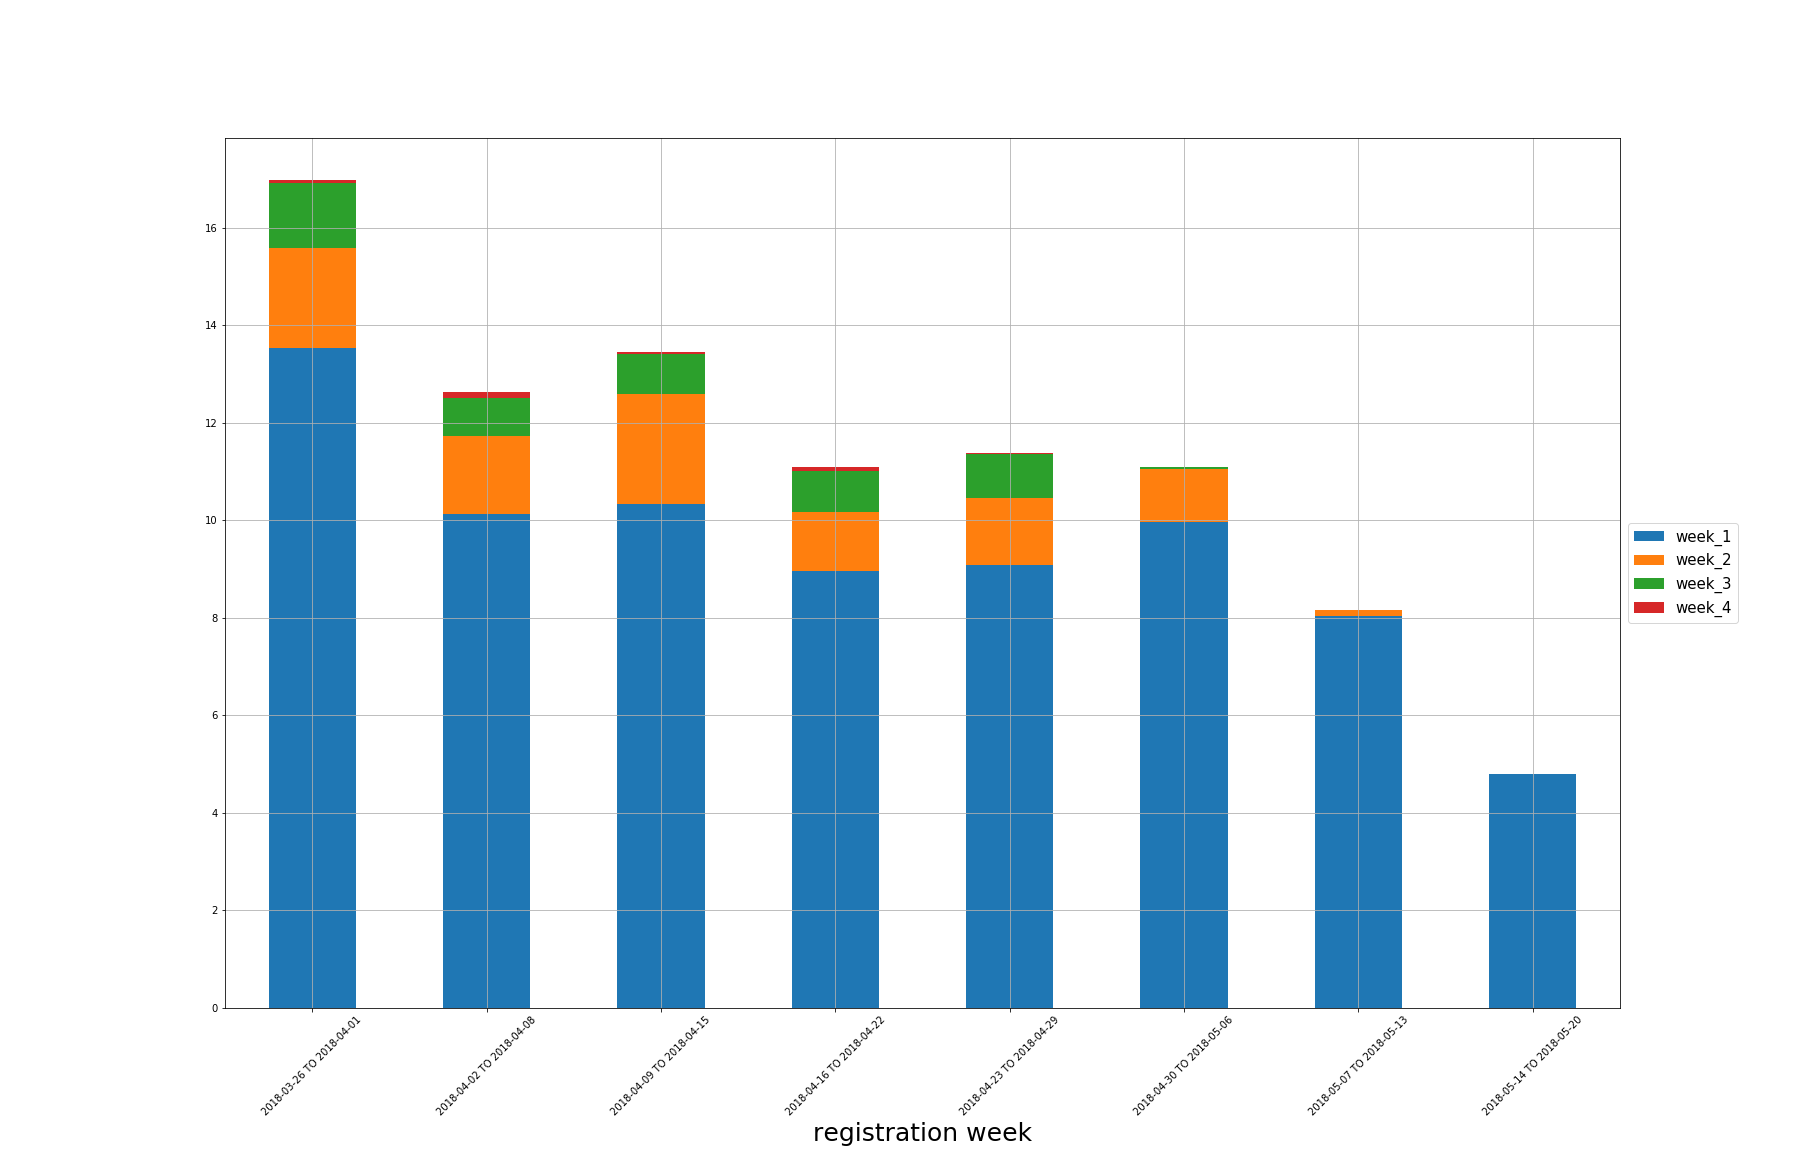 16
14
12
10
8
6
4
2
0
week_1
week_2
week_3
week_4
2018-03-26 TO 2018-04-01
2018-04-02 TO 2018-04-08
2018-04-09 TO 2018-04-15
2018-04-16 TO 2018-04-22
2018-04-23 TO 2018-04-29
2018-04-30 TO 2018-05-06
2018-05-07 TO 2018-05-13
2018-05-14 TO 2018-05-20
registration week